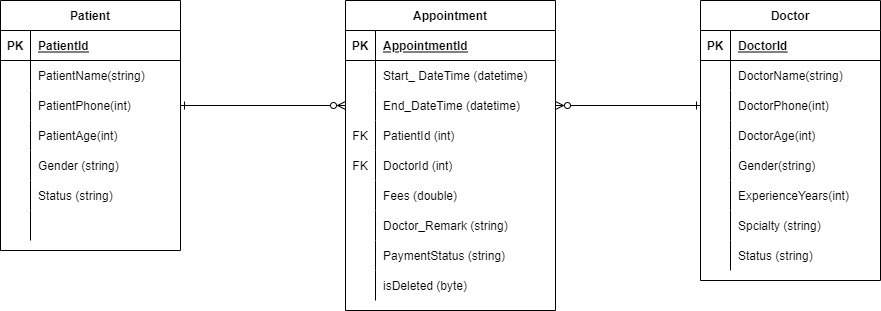 Patient
PK PatientId
PatientName(string)
PatientPhone(int)
PatientAge(int)
Gender (string)
Status (string)
Appointment
PK AppointmentId
Start_ DateTime (datetime)
End_DateTime (datetime)
FK PatientId (int)
FK DoctorId (int)
Fees (double)
Doctor_Remark (string)
PaymentStatus (string)
isDeleted (byte)
Doctor
PK DoctorId
DoctorName(string)
DoctorPhone(int)
DoctorAge(int)
Gender(string)
ExperienceYears(int)
Spcialty (string)
Status (string)